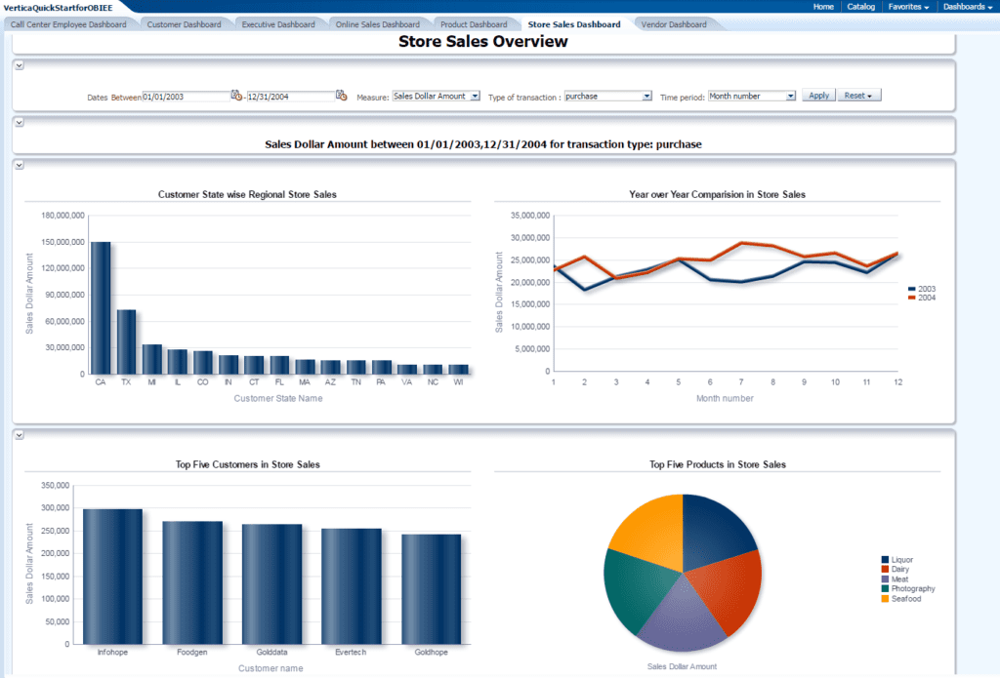 VerticaQuickStartforOBIEE
Home Catalog Favorites Dashboards
Call Center Employee Dashboard Customer Dashboard Executive Dashboard Online Sales Dashboard Product Dashboard Store Sales Dashboard Vendor Dashboard
Store Sales Overview
Dates Between 01/01/2003 - 12/31/2004 Measure: Sales Dollar Amount Type of transaction : purchase Time period: Month number Apply Reset
Sales Dollar Amount between 01/01/2003,12/31/2004 for transaction type: purchase
Customer State wise Regional Store Sales
180,000,000
150,000,000
120,000,000
90,000,000
60,000,000
30,000,000
0
Sales Dollar Amount
CA TX MI IL CO IN CT FL MA AZ TN PA VA NC WI
Customer State Name
Year over Year Comparision in Store Sales
35,000,000
30,000,000
25,000,000
20,000,000
15,000,000
10,000,000
5,000,000
0
Sales Dollar Amount
1 2 3 4 5 6 7 8 9 10 11 12
Month number
2003
2004
Top Five Customers in Store Sales
350,000
300,000
250,000
200,000
150,000
100,000
50,000
0
Sales Dollar Amount
Infohope Foodgen Golddata Evertech Goldhope
Customer name
Top Five Products in Store Sales
Liquor
Dairy
Meat
Photography
Seafood
Sales Dollar Amount